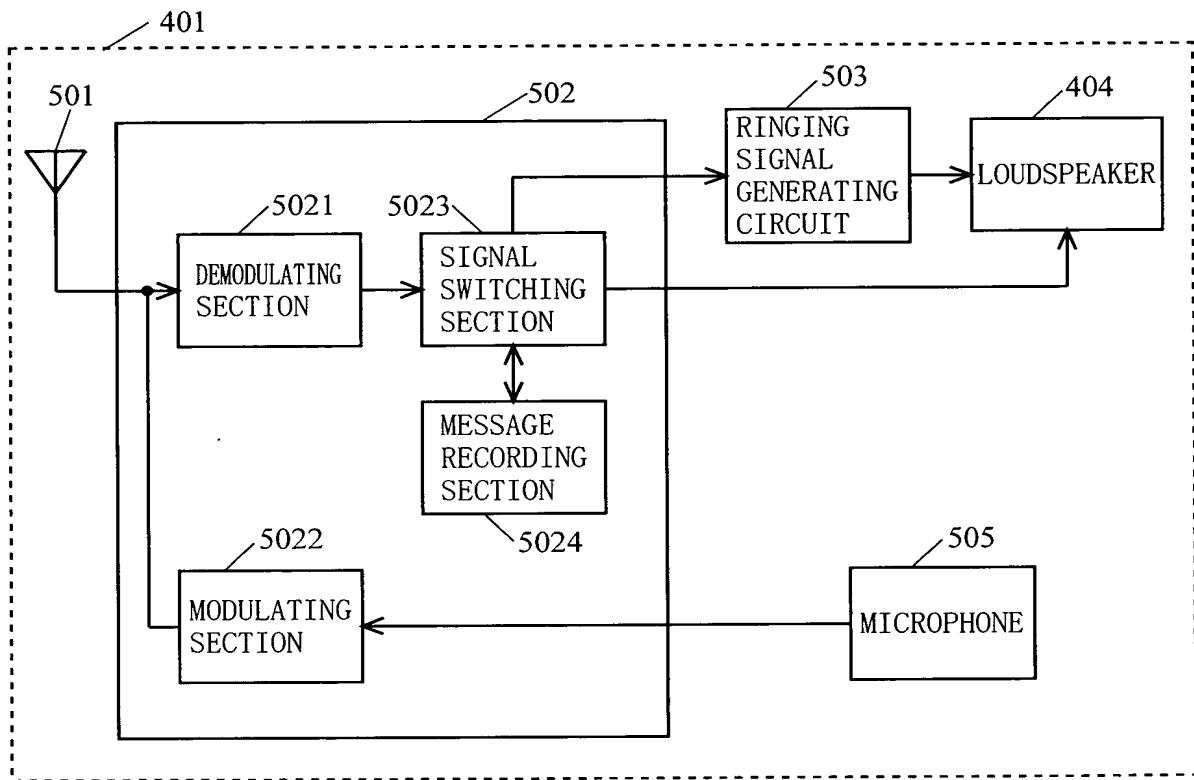 401
501
502
503
404
RINGING
SIGNAL
GENERATING
CIRCUIT
LOUDSPEAKER
5021
5023
DEMODULATING
SECTION
SIGNAL
SWITCHING
SECTION
MESSAGE
RECORDING
SECTION
5024
5022
505
MODULATING
SECTION
MICROPHONE